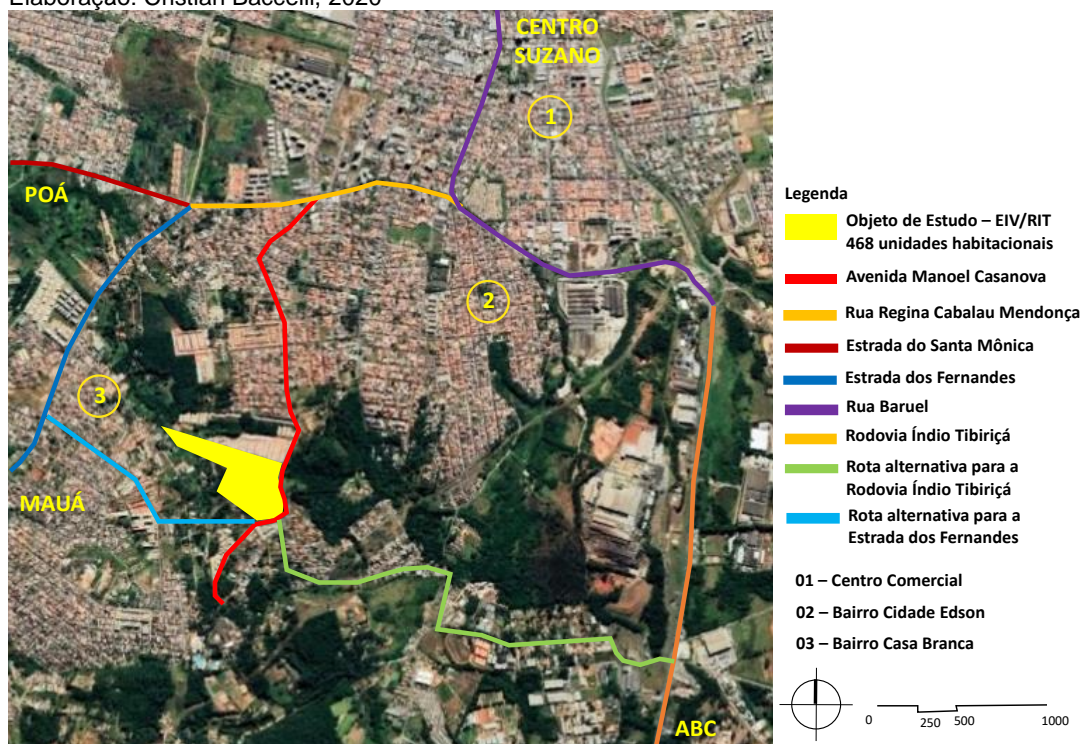 Elaboração: Cristian Baccelli, 2020
CENTRO
SUZANO
1
POÁ
2
3
MAUÁ
ABC
Legenda
Objeto de Estudo – EIV/RIT
468 unidades habitacionais
Avenida Manoel Casanova
Rua Regina Cabalau Mendonça
Estrada do Santa Mônica
Estrada dos Fernandes
Rua Baruel
Rodovia Índio Tibiriçá
Rota alternativa para a
Rodovia Índio Tibiriçá
Rota alternativa para a
Estrada dos Fernandes
01 – Centro Comercial
02 – Bairro Cidade Edson
03 – Bairro Casa Branca
0 250 500 1000